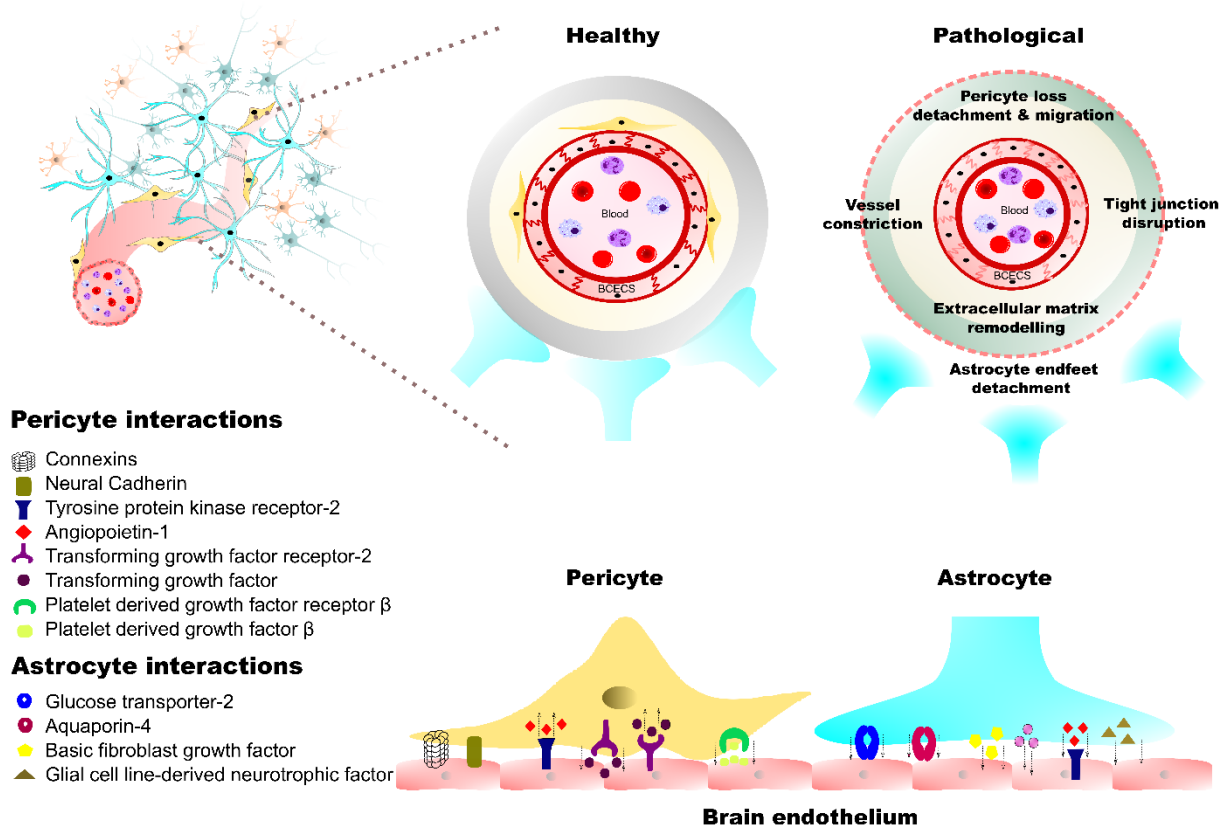 Healthy
Pathological
Blood
BCECS
Pericyte loss
detachment & migration
Vessel
constriction
Blood
Tight junction
disruption
BCECS
Extracellular matrix
remodelling
Astrocyte endfeet
detachment
Pericyte interactions
Connexins
Neural Cadherin
Tyrosine protein kinase receptor-2
Angiopoietin-1
Transforming growth factor receptor-2
Transforming growth factor
Platelet derived growth factor receptor β
Platelet derived growth factor β
Astrocyte interactions
Glucose transporter-2
Aquaporin-4
Basic fibroblast growth factor
Glial cell line-derived neurotrophic factor
Pericyte
Astrocyte
Brain endothelium